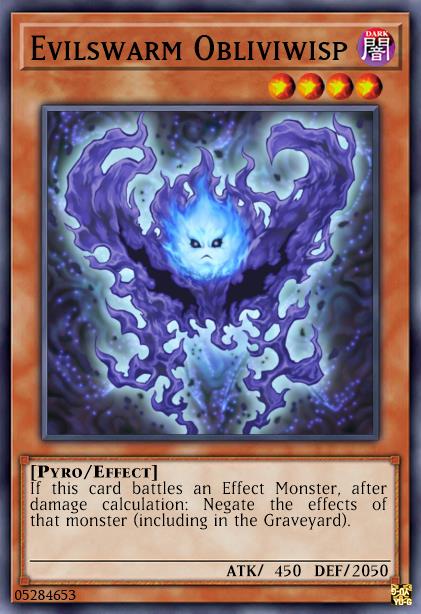 EVILSWARM OBLIVIWISP
DARK
闇
[PYRO/EFFECT]
If this card battles an Effect Monster, after
damage calculation: Negate the effects of
that monster (including in the Graveyard).
ATK/ 450 DEF/2050
05284653